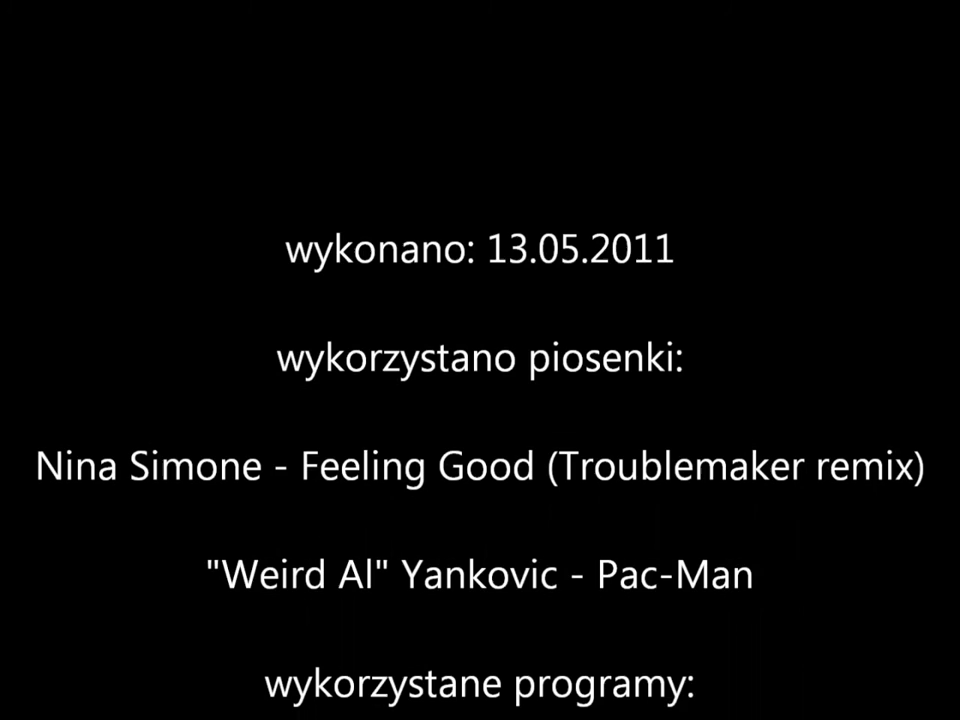 wykonano: 13.05.2011
wykorzystano piosenki:
Nina Simone - Feeling Good (Troublemaker remix)
"Weird Al" Yankovic - Pac-Man
wykorzystane programy: